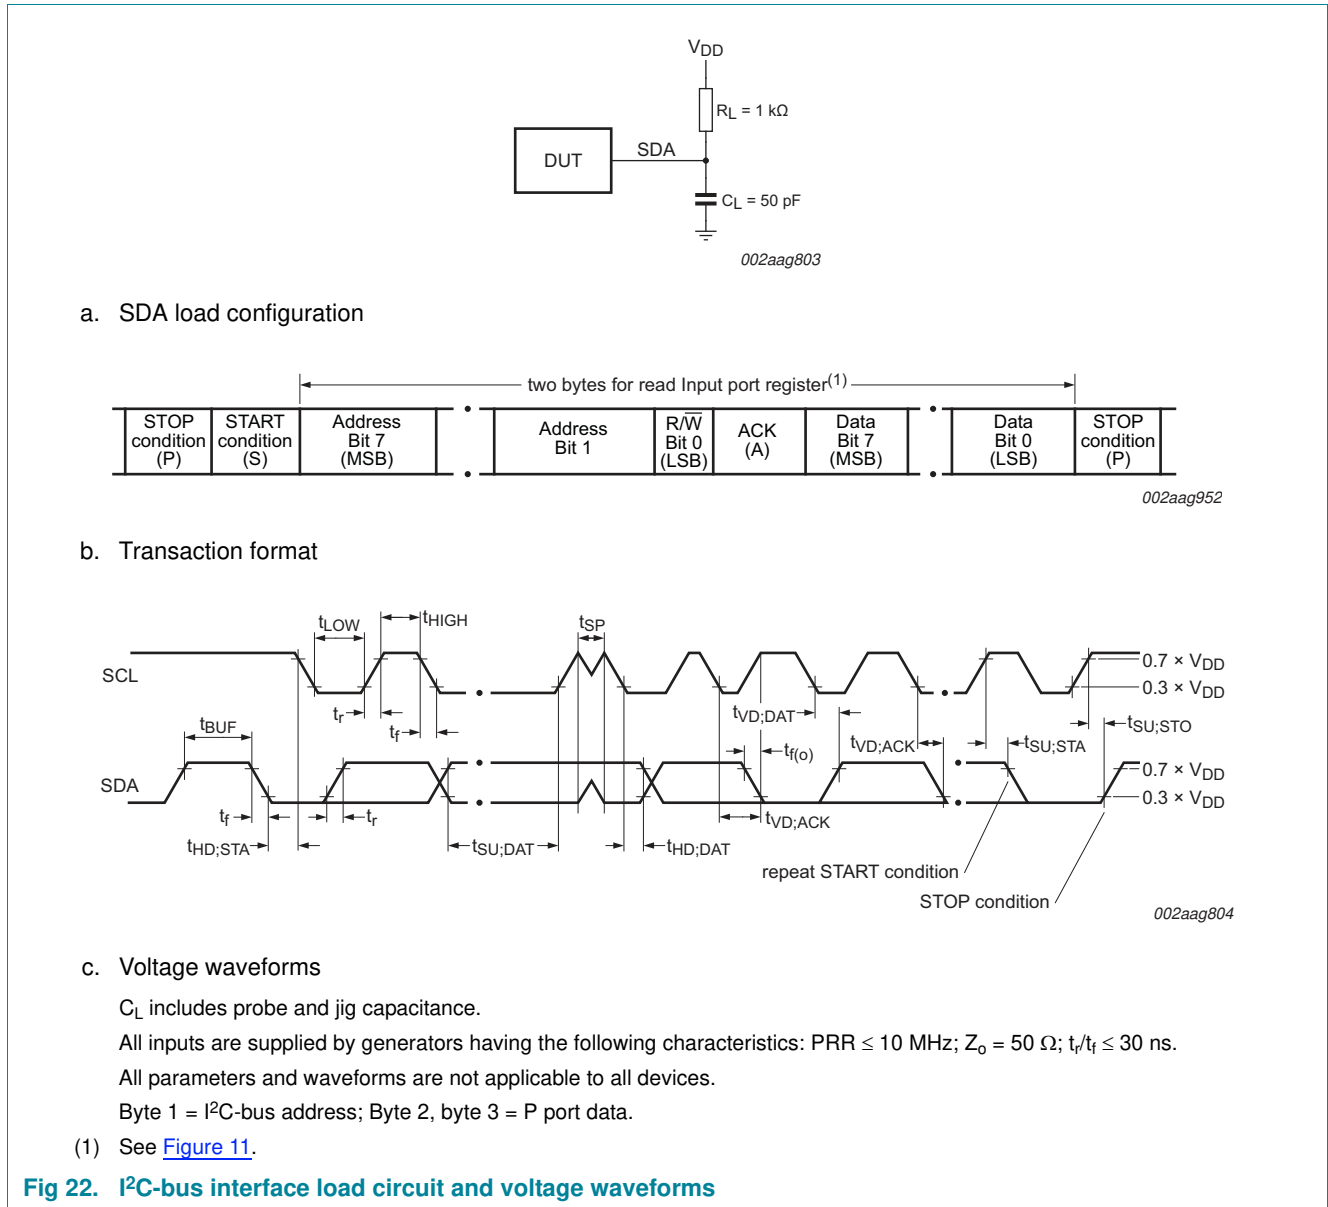 VDD
RL = 1 kΩ
DUT
SDA
CL = 50 pF
002aag803
a. SDA load configuration
two bytes for read Input port register(1)
STOP condition (P)
START condition (S)
Address Bit 7 (MSB)
Address Bit 1
R/W̅ Bit 0 (LSB)
ACK (A)
Data Bit 7 (MSB)
Data Bit 0 (LSB)
STOP condition (P)
002aag952
b. Transaction format
tLOW
tHIGH
tSP
SCL
0.7 × VDD
0.3 × VDD
tr
tf
tVD;DAT
tSU;STO
tBUF
tf(o)
tVD;ACK
tSU;STA
SDA
0.7 × VDD
0.3 × VDD
tf
tr
tVD;ACK
tHD;STA
tSU;DAT
tHD;DAT
repeat START condition
STOP condition
002aag804
c. Voltage waveforms
CL includes probe and jig capacitance.
All inputs are supplied by generators having the following characteristics: PRR ≤ 10 MHz; Zo = 50 Ω; tr/tf ≤ 30 ns.
All parameters and waveforms are not applicable to all devices.
Byte 1 = I2C-bus address; Byte 2, byte 3 = P port data.
(1) See Figure 11.
Fig 22. I2C-bus interface load circuit and voltage waveforms